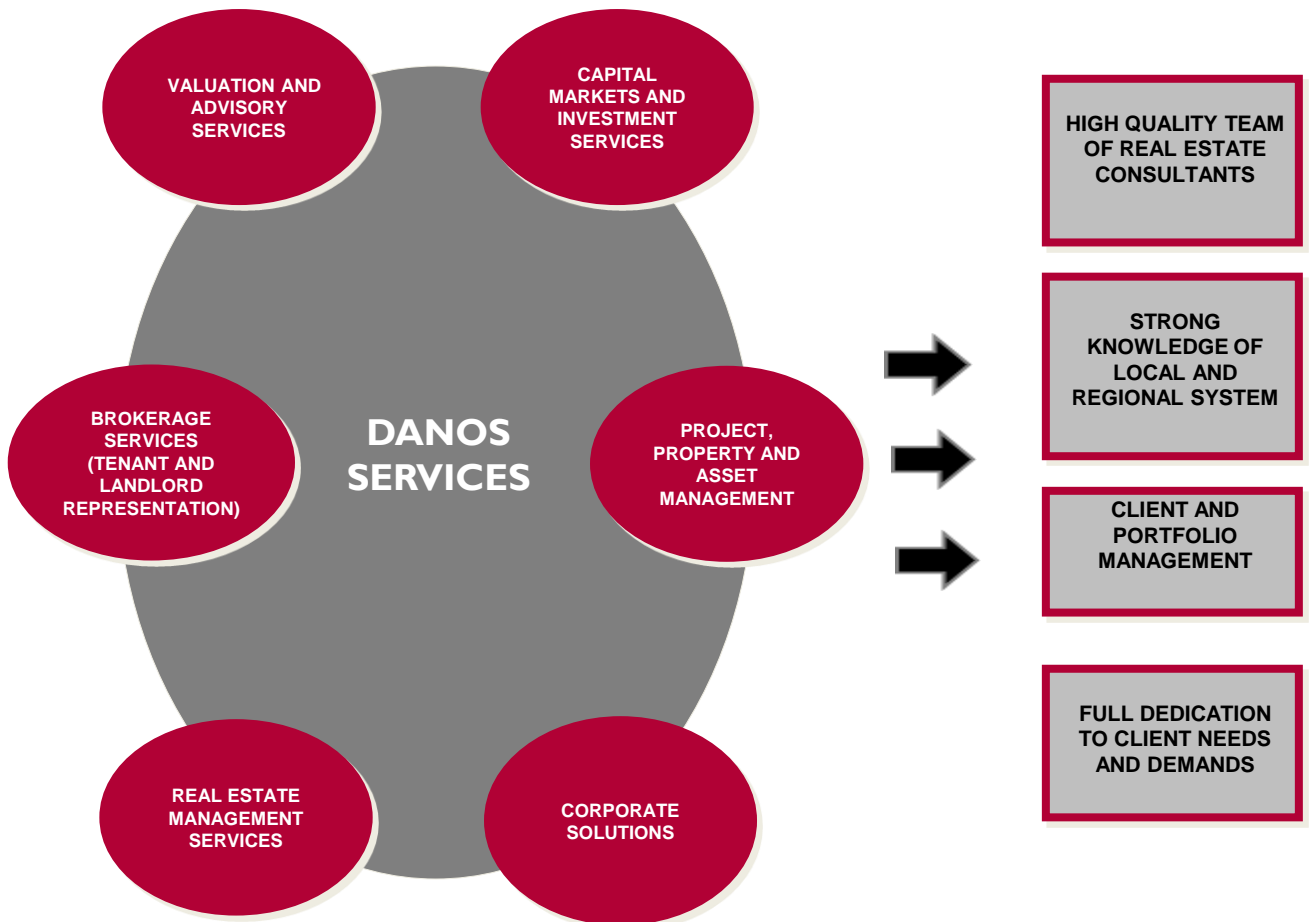 VALUATION AND
ADVISORY
SERVICES
CAPITAL
MARKETS AND
INVESTMENT
SERVICES
BROKERAGE
SERVICES
(TENANT AND
LANDLORD
REPRESENTATION)
DANOS
SERVICES
PROJECT,
PROPERTY AND
ASSET
MANAGEMENT
REAL ESTATE
MANAGEMENT
SERVICES
CORPORATE
SOLUTIONS
HIGH QUALITY TEAM
OF REAL ESTATE
CONSULTANTS
STRONG
KNOWLEDGE OF
LOCAL AND
REGIONAL SYSTEM
CLIENT AND
PORTFOLIO
MANAGEMENT
FULL DEDICATION
TO CLIENT NEEDS
AND DEMANDS